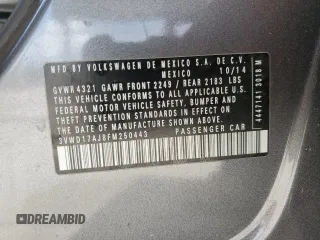 MFD BY VOLKSWAGEN DE MEXICO S.A. DE C.V.
MEXICO 10/14
GVWR 4321 GAWR FRONT 2249 / REAR 2183 LBS
THIS VEHICLE CONFORMS TO ALL APPLICABLE
FEDERAL MOTOR VEHICLE SAFETY, BUMPER AND
THEFT PREVENTION STANDARDS IN EFFECT ON
THE DATE OF MANUFACTURE SHOWN ABOVE
3VWD17AJ8FM250443 PASSENGER CAR
4447141 3018 M
DREAMBID